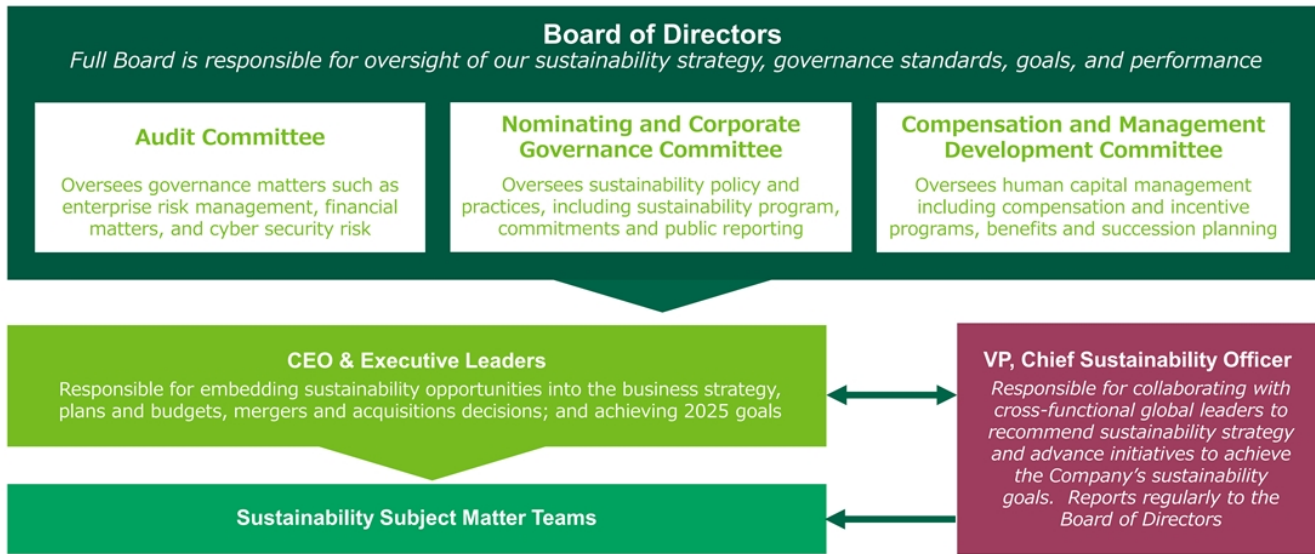 Board of Directors
Full Board is responsible for oversight of our sustainability strategy, governance standards, goals, and performance
Audit Committee
Oversees governance matters such as
enterprise risk management, financial
matters, and cyber security risk
Nominating and Corporate
Governance Committee
Oversees sustainability policy and
practices, including sustainability program,
commitments and public reporting
Compensation and Management
Development Committee
Oversees human capital management
including compensation and incentive
programs, benefits and succession planning
CEO & Executive Leaders
Responsible for embedding sustainability opportunities into the business strategy,
plans and budgets, mergers and acquisitions decisions; and achieving 2025 goals
VP, Chief Sustainability Officer
Responsible for collaborating with
cross-functional global leaders to
recommend sustainability strategy
and advance initiatives to achieve
the Company’s sustainability
goals. Reports regularly to the
Board of Directors
Sustainability Subject Matter Teams